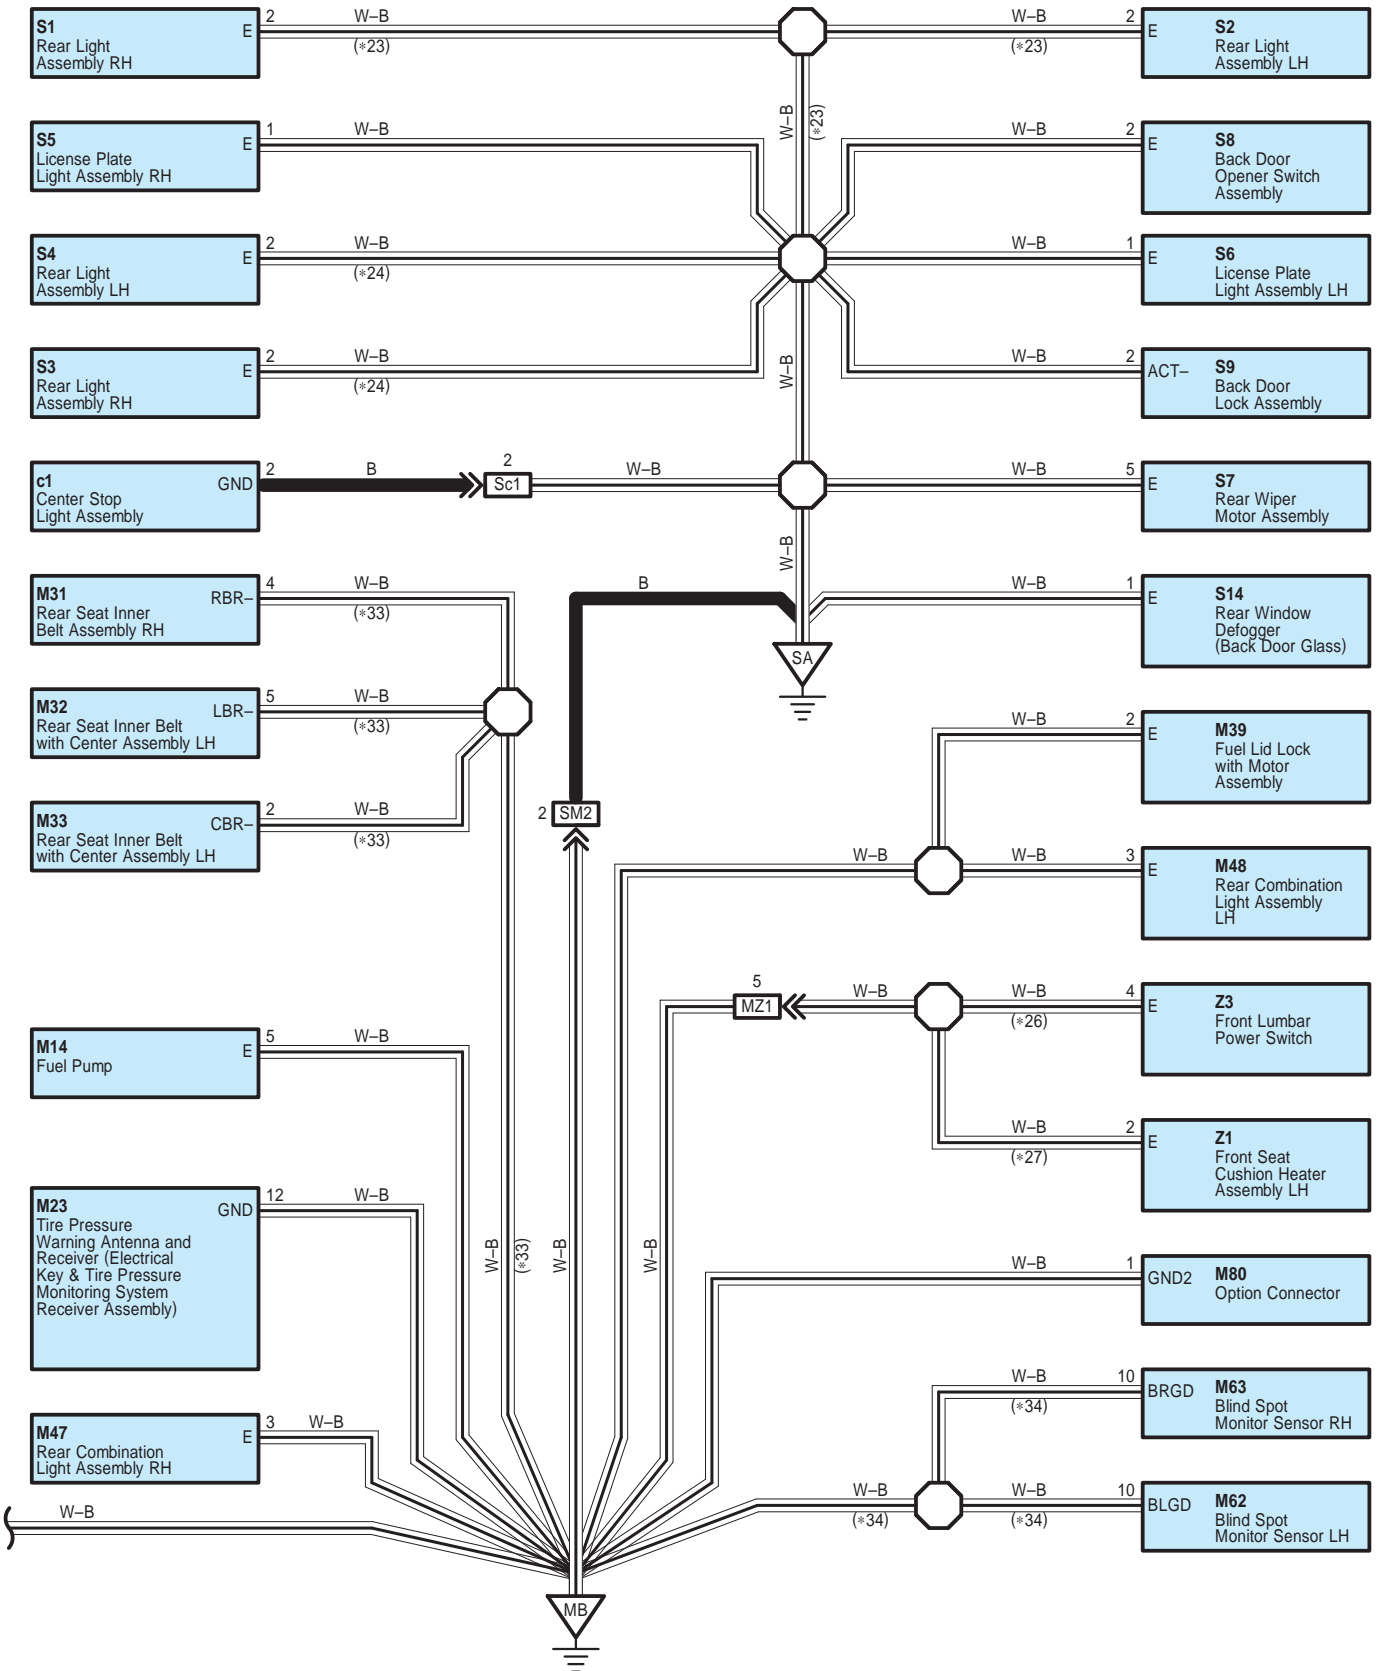 S1
Rear Light
Assembly RH
E
2
W–B
(*23)
W–B
(*23)
2
E
S2
Rear Light
Assembly LH
W–B
(*23)
S5
License Plate
Light Assembly RH
E
1
W–B
W–B
2
E
S8
Back Door
Opener Switch
Assembly
S4
Rear Light
Assembly LH
E
2
W–B
(*24)
W–B
1
E
S6
License Plate
Light Assembly LH
S3
Rear Light
Assembly RH
E
2
W–B
(*24)
W–B
W–B
2
ACT–
S9
Back Door
Lock Assembly
c1
Center Stop
Light Assembly
GND
2
B
2
Sc1
W–B
W–B
5
E
S7
Rear Wiper
Motor Assembly
W–B
M31
Rear Seat Inner
Belt Assembly RH
RBR–
4
W–B
(*33)
B
W–B
1
E
S14
Rear Window
Defogger
(Back Door Glass)
SA
M32
Rear Seat Inner Belt
with Center Assembly LH
LBR–
5
W–B
(*33)
W–B
2
E
M39
Fuel Lid Lock
with Motor
Assembly
M33
Rear Seat Inner Belt
with Center Assembly LH
CBR–
2
W–B
(*33)
2
SM2
W–B
W–B
3
E
M48
Rear Combination
Light Assembly
LH
5
MZ1
W–B
W–B
(*26)
4
E
Z3
Front Lumbar
Power Switch
M14
Fuel Pump
E
5
W–B
W–B
(*27)
2
E
Z1
Front Seat
Cushion Heater
Assembly LH
M23
Tire Pressure
Warning Antenna and
Receiver (Electrical
Key & Tire Pressure
Monitoring System
Receiver Assembly)
GND
12
W–B
W–B
(*33)
W–B
W–B
W–B
1
GND2
M80
Option Connector
W–B
(*34)
10
BRGD
M63
Blind Spot
Monitor Sensor RH
M47
Rear Combination
Light Assembly RH
E
3
W–B
W–B
W–B
(*34)
W–B
(*34)
10
BLGD
M62
Blind Spot
Monitor Sensor LH
MB